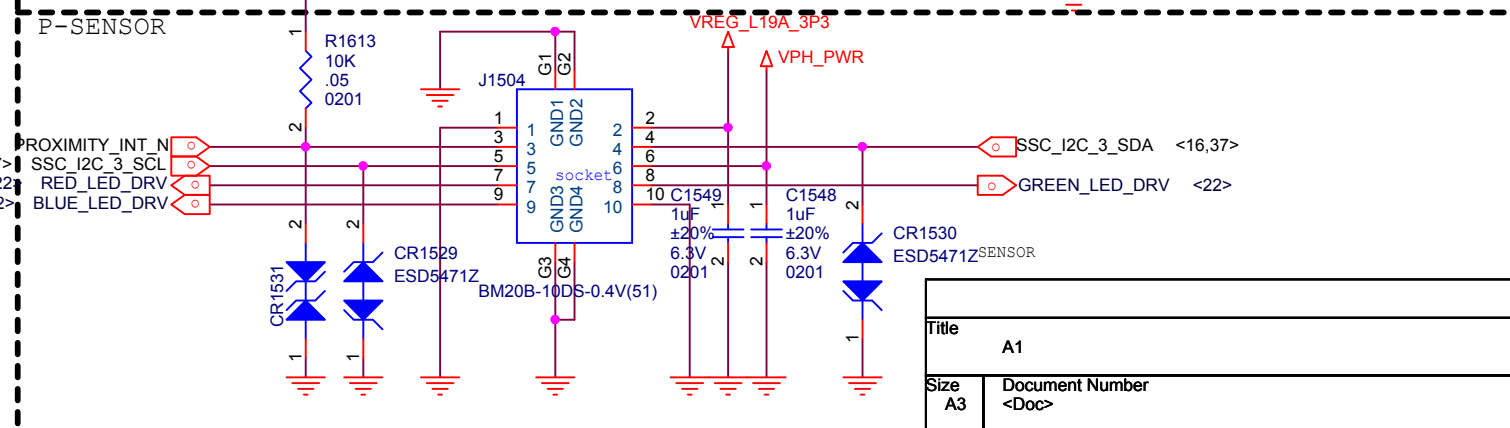 P-SENSOR
VREG_L19A_3P3
VPH_PWR
1
R1613
10K
.05
0201
2
G1
G2
J1504
GND1
GND2
1 1
3 3
5 5
7 7
9 9
2 2
4 4
6 6
8 8
10 10
socket
GND3
GND4
G3
G4
BM20B-10DS-0.4V(51)
PROXIMITY_INT_N
SSC_I2C_3_SCL
RED_LED_DRV
BLUE_LED_DRV
SSC_I2C_3_SDA <16,37>
GREEN_LED_DRV <22>
2
CR1531
1
2
CR1529
ESD5471Z
1
C1549
1uF
±20%
6.3V
0201
1
2
C1548
1uF
±20%
6.3V
0201
1
2
2
CR1530
ESD5471Z
1
SENSOR
Title
A1
Size
A3
Document Number
<Doc>